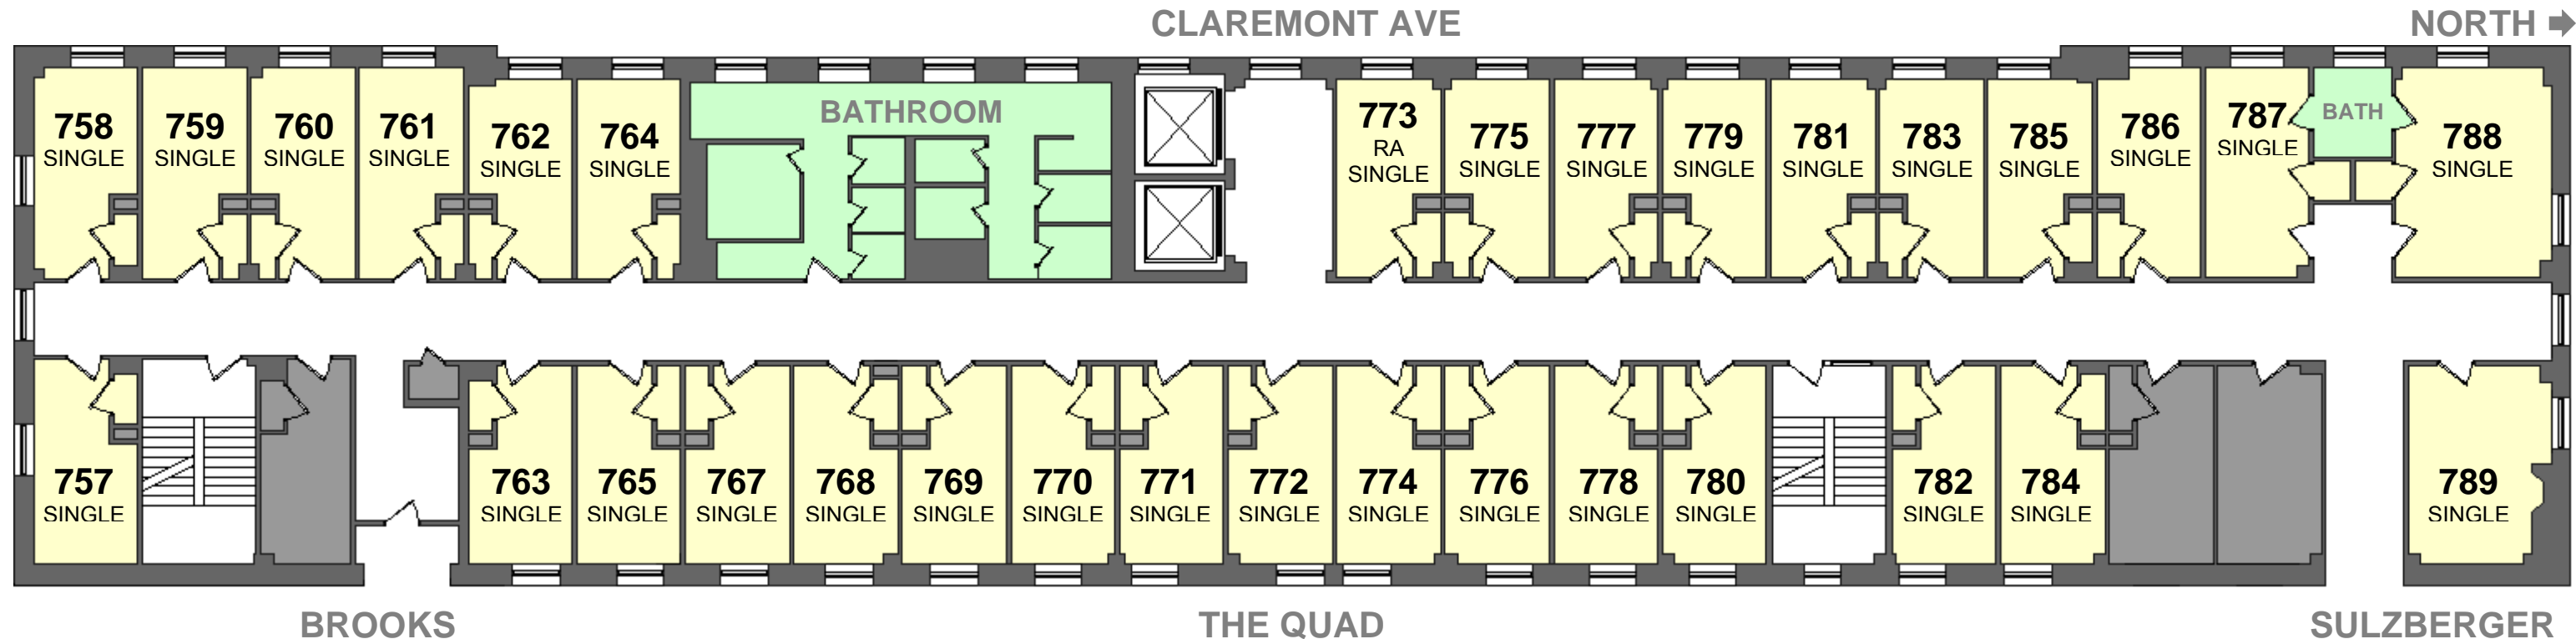 CLAREMONT AVE
NORTH
758
SINGLE
759
SINGLE
760
SINGLE
761
SINGLE
762
SINGLE
764
SINGLE
BATHROOM
773
RA
SINGLE
775
SINGLE
777
SINGLE
779
SINGLE
781
SINGLE
783
SINGLE
785
SINGLE
786
SINGLE
787
SINGLE
BATH
788
SINGLE
757
SINGLE
763
SINGLE
765
SINGLE
767
SINGLE
768
SINGLE
769
SINGLE
770
SINGLE
771
SINGLE
772
SINGLE
774
SINGLE
776
SINGLE
778
SINGLE
780
SINGLE
782
SINGLE
784
SINGLE
789
SINGLE
BROOKS
THE QUAD
SULZBERGER